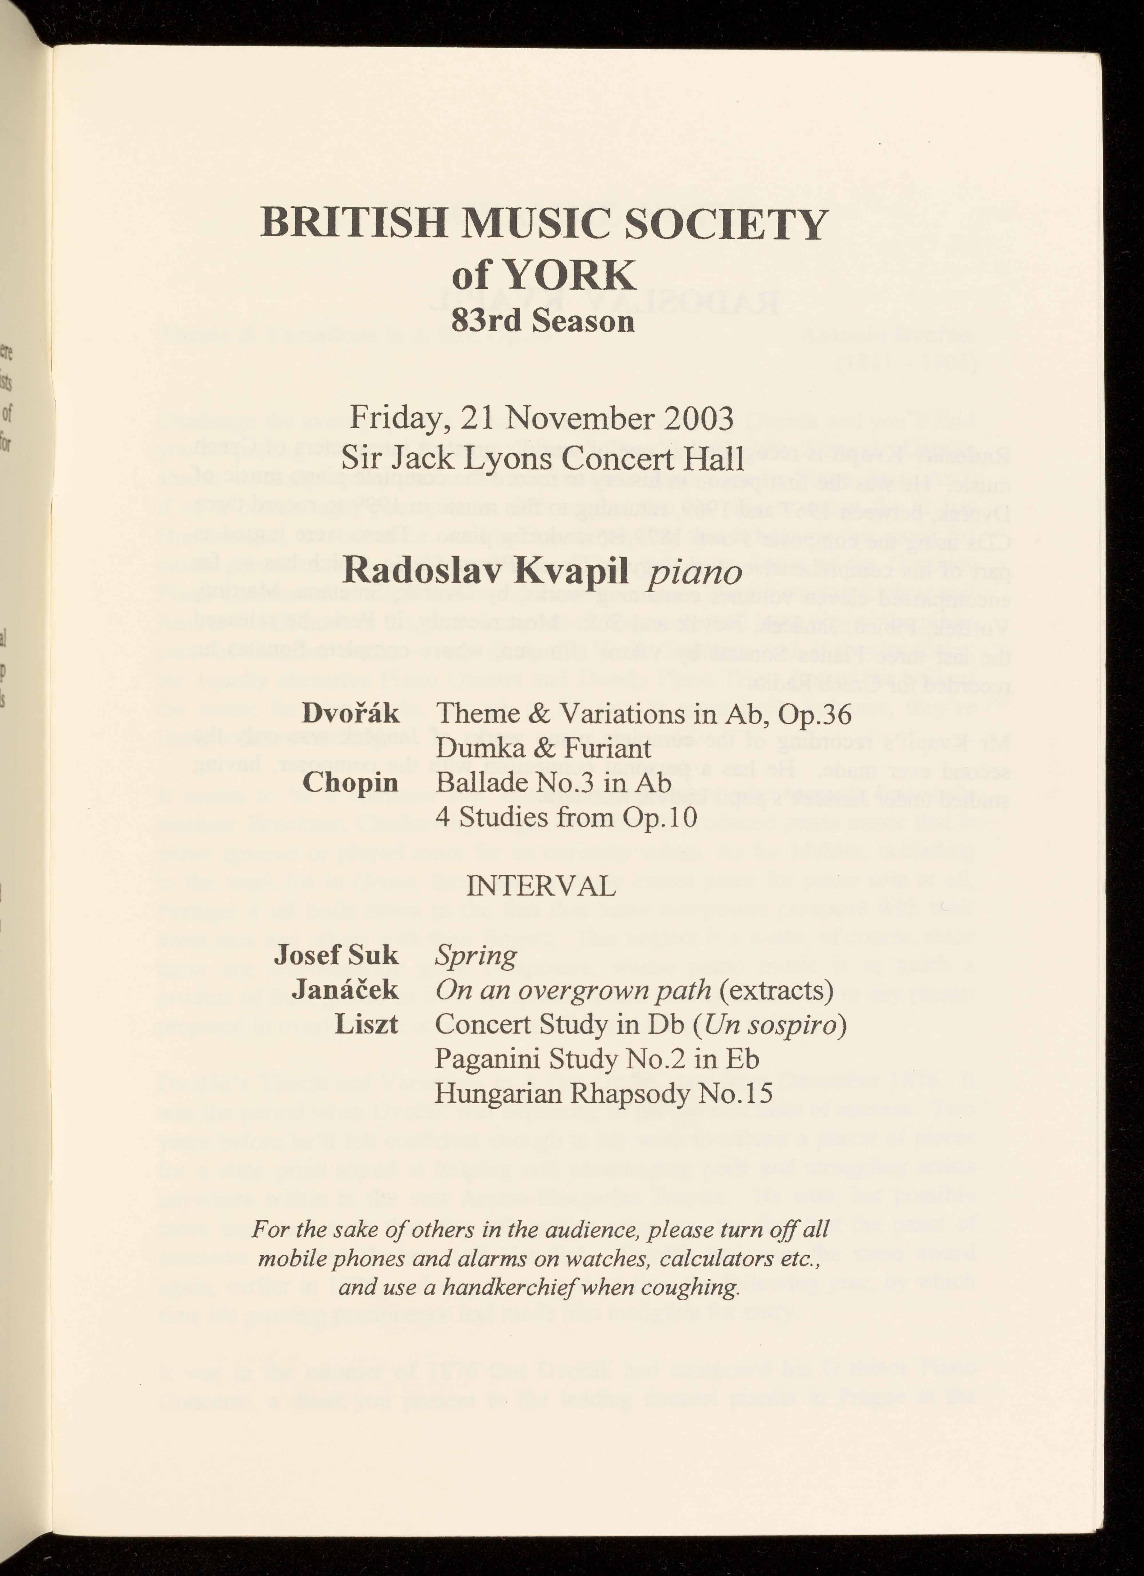 BRITISH MUSIC SOCIETY
of YORK
83rd Season
Friday, 21 November 2003
Sir Jack Lyons Concert Hall
Radoslav Kvapil piano
Dvořák Theme & Variations in Ab, Op.36
Dumka & Furiant
Chopin Ballade No.3 in Ab
4 Studies from Op.10
INTERVAL
Josef Suk Spring
Janáček On an overgrown path (extracts)
Liszt Concert Study in Db (Un sospiro)
Paganini Study No.2 in Eb
Hungarian Rhapsody No.15
For the sake of others in the audience, please turn off all
mobile phones and alarms on watches, calculators etc.,
and use a handkerchief when coughing.